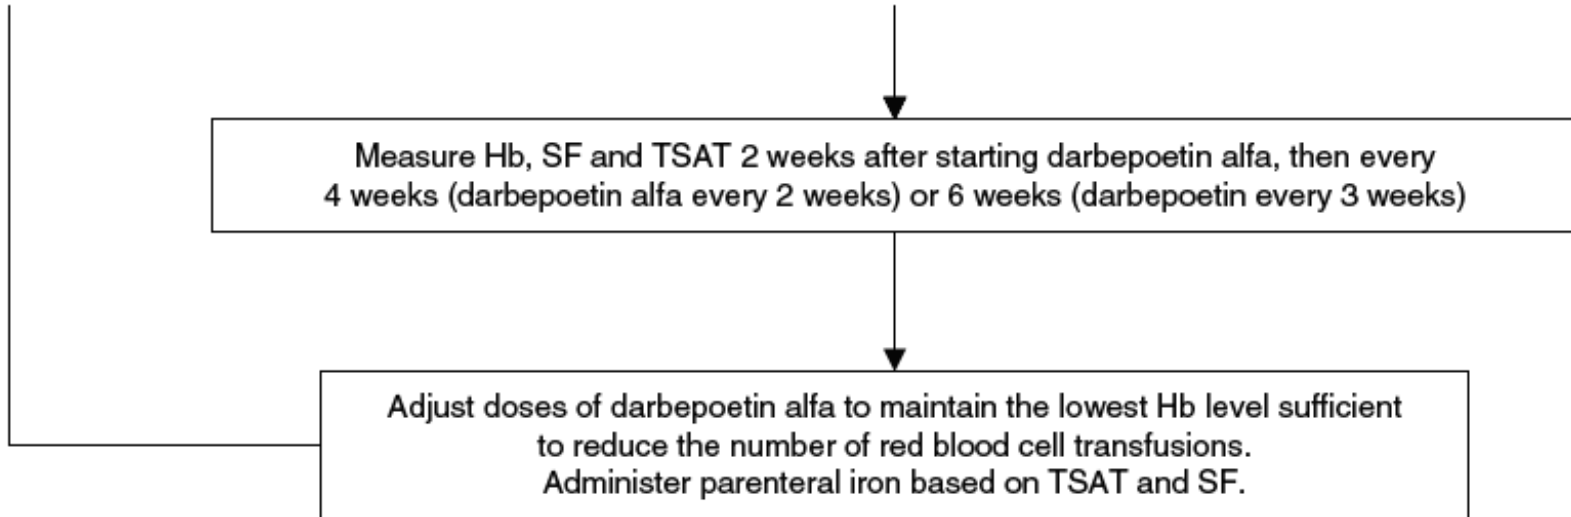 Measure Hb, SF and TSAT 2 weeks after starting darbepoetin alfa, then every
4 weeks (darbepoetin alfa every 2 weeks) or 6 weeks (darbepoetin every 3 weeks)
Adjust doses of darbepoetin alfa to maintain the lowest Hb level sufficient
to reduce the number of red blood cell transfusions.
Administer parenteral iron based on TSAT and SF.